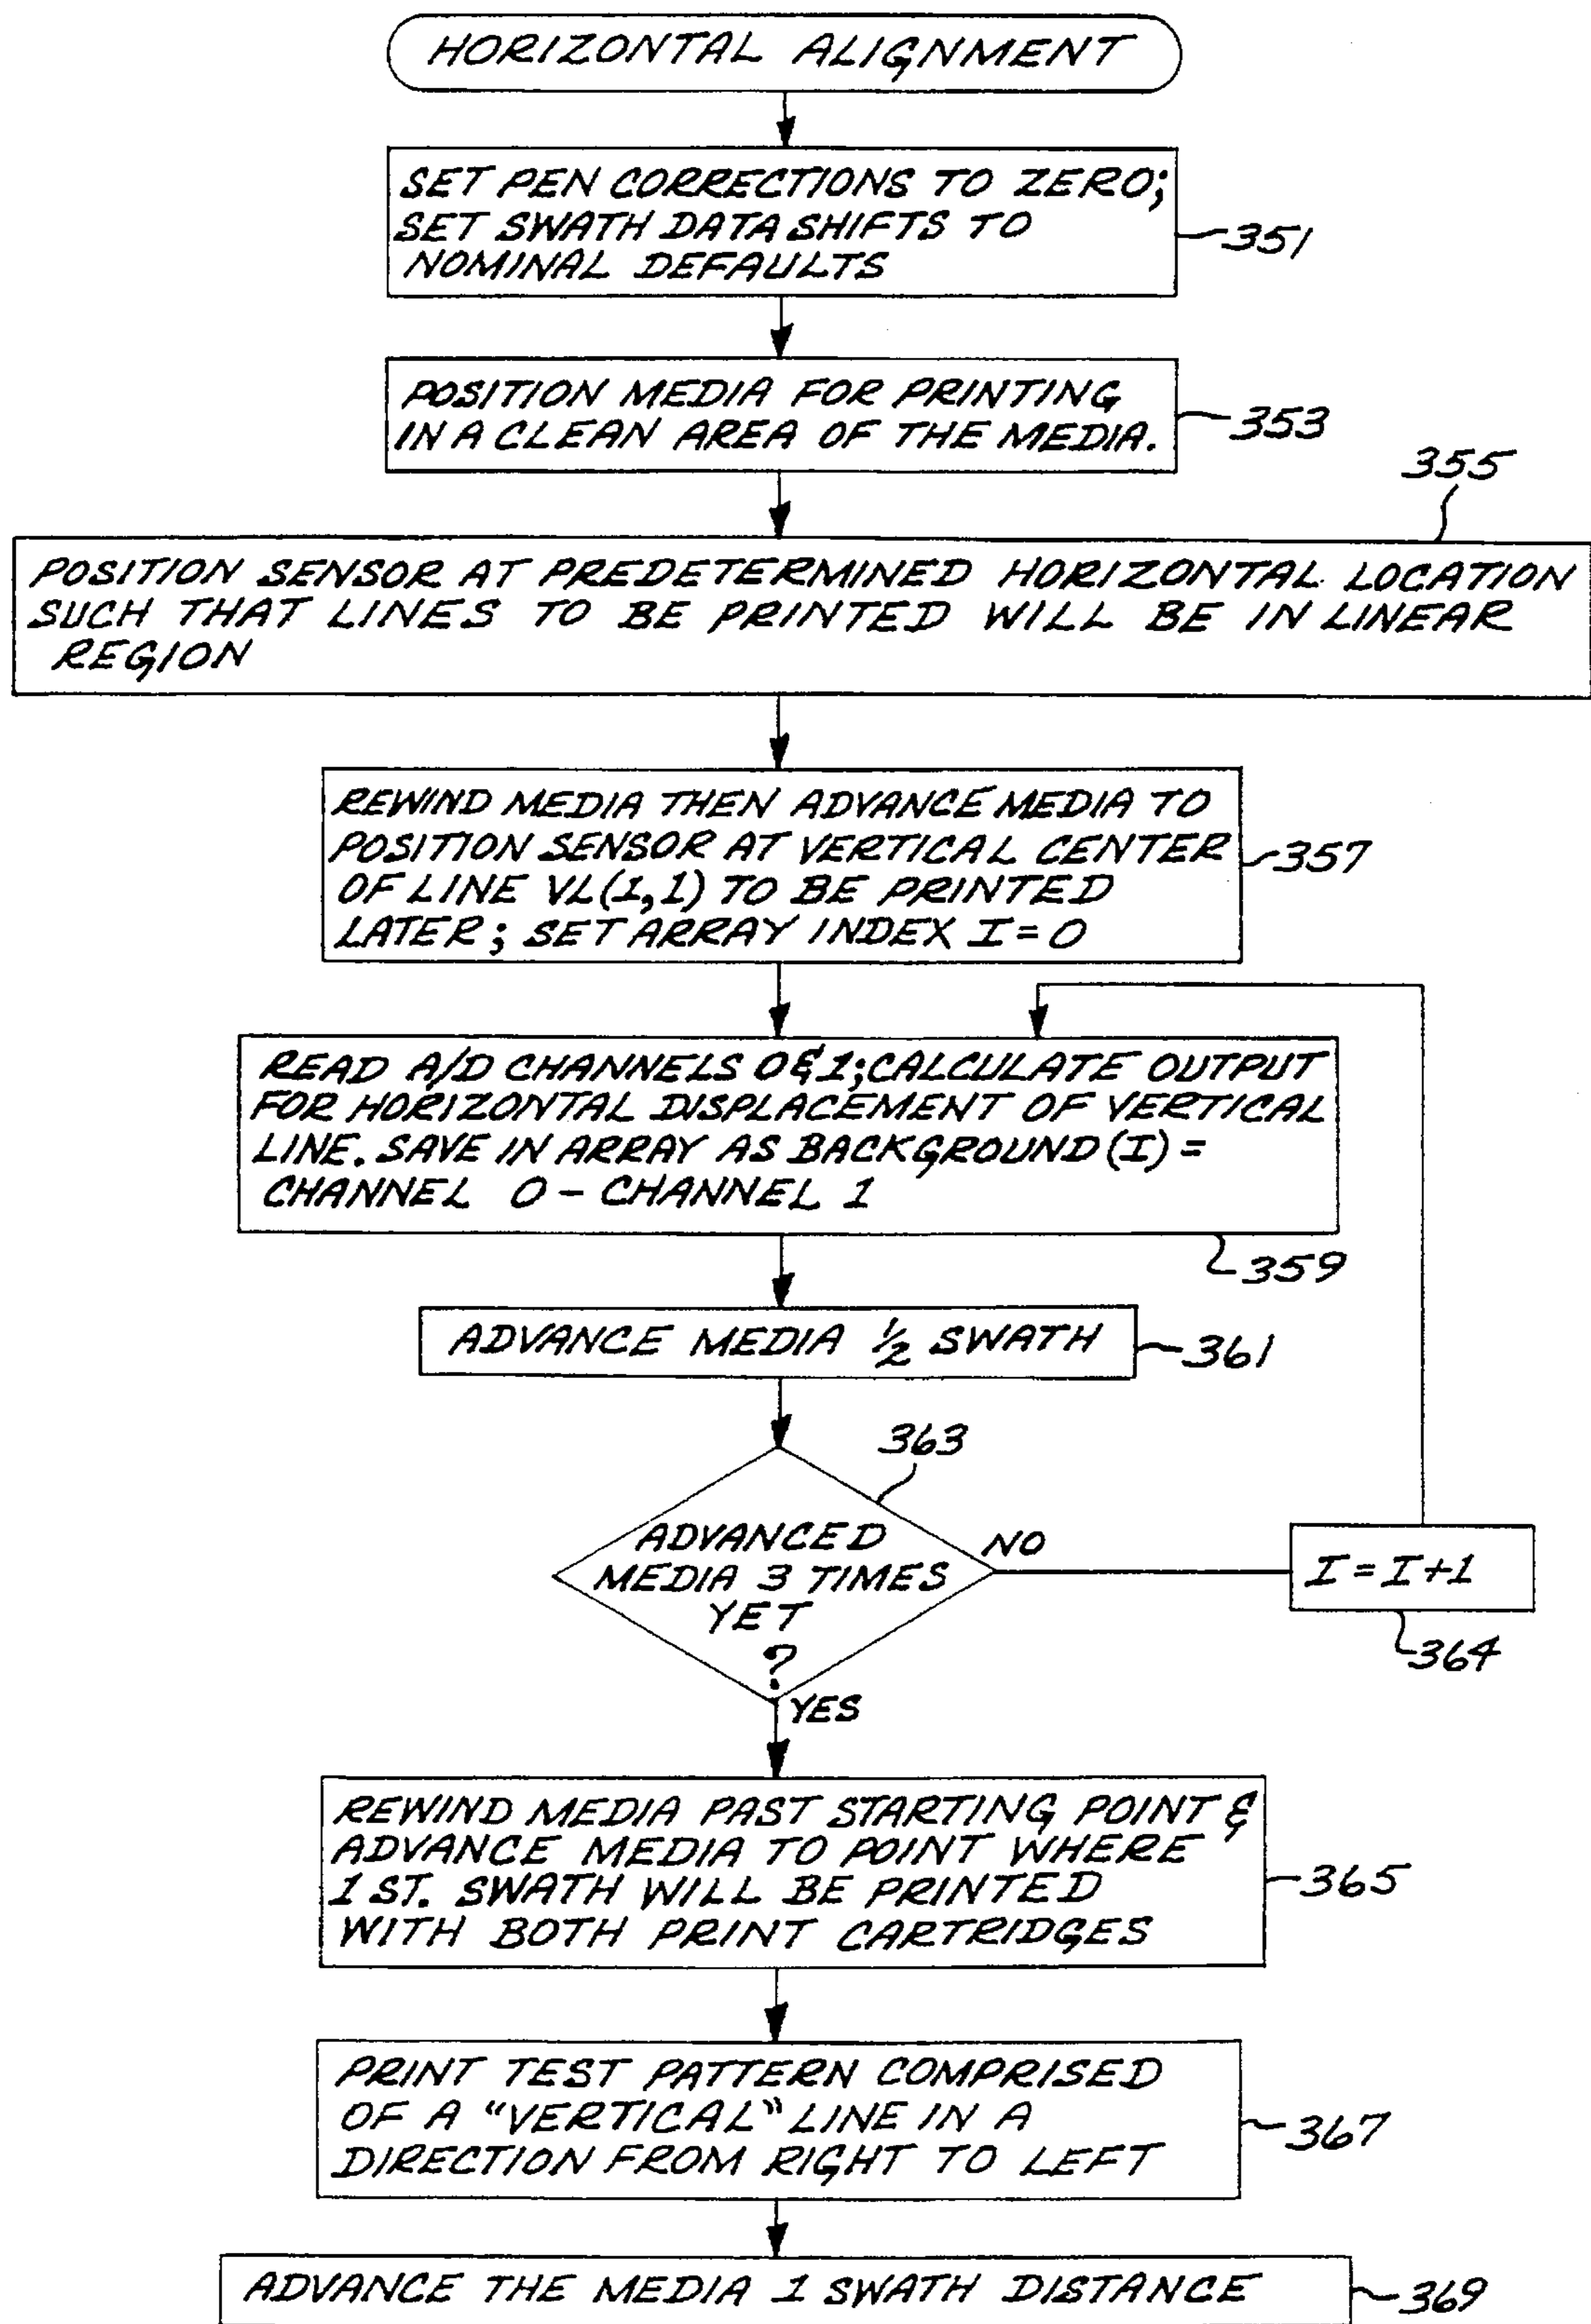 HORIZONTAL ALIGNMENT
SET PEN CORRECTIONS TO ZERO;
SET SWATH DATA SHIFTS TO
NOMINAL DEFAULTS
351
POSITION MEDIA FOR PRINTING
IN A CLEAN AREA OF THE MEDIA.
353
355
POSITION SENSOR AT PREDETERMINED HORIZONTAL LOCATION
SUCH THAT LINES TO BE PRINTED WILL BE IN LINEAR
REGION
REWIND MEDIA THEN ADVANCE MEDIA TO
POSITION SENSOR AT VERTICAL CENTER
OF LINE VL(1,1) TO BE PRINTED
LATER; SET ARRAY INDEX I=0
357
READ A/D CHANNELS 0&1; CALCULATE OUTPUT
FOR HORIZONTAL DISPLACEMENT OF VERTICAL
LINE. SAVE IN ARRAY AS BACKGROUND(I)=
CHANNEL 0 - CHANNEL 1
359
ADVANCE MEDIA ½ SWATH
361
363
ADVANCED
MEDIA 3 TIMES
YET
?
NO
I=I+1
364
YES
REWIND MEDIA PAST STARTING POINT &
ADVANCE MEDIA TO POINT WHERE
1 ST. SWATH WILL BE PRINTED
WITH BOTH PRINT CARTRIDGES
365
PRINT TEST PATTERN COMPRISED
OF A "VERTICAL" LINE IN A
DIRECTION FROM RIGHT TO LEFT
367
ADVANCE THE MEDIA 1 SWATH DISTANCE
369